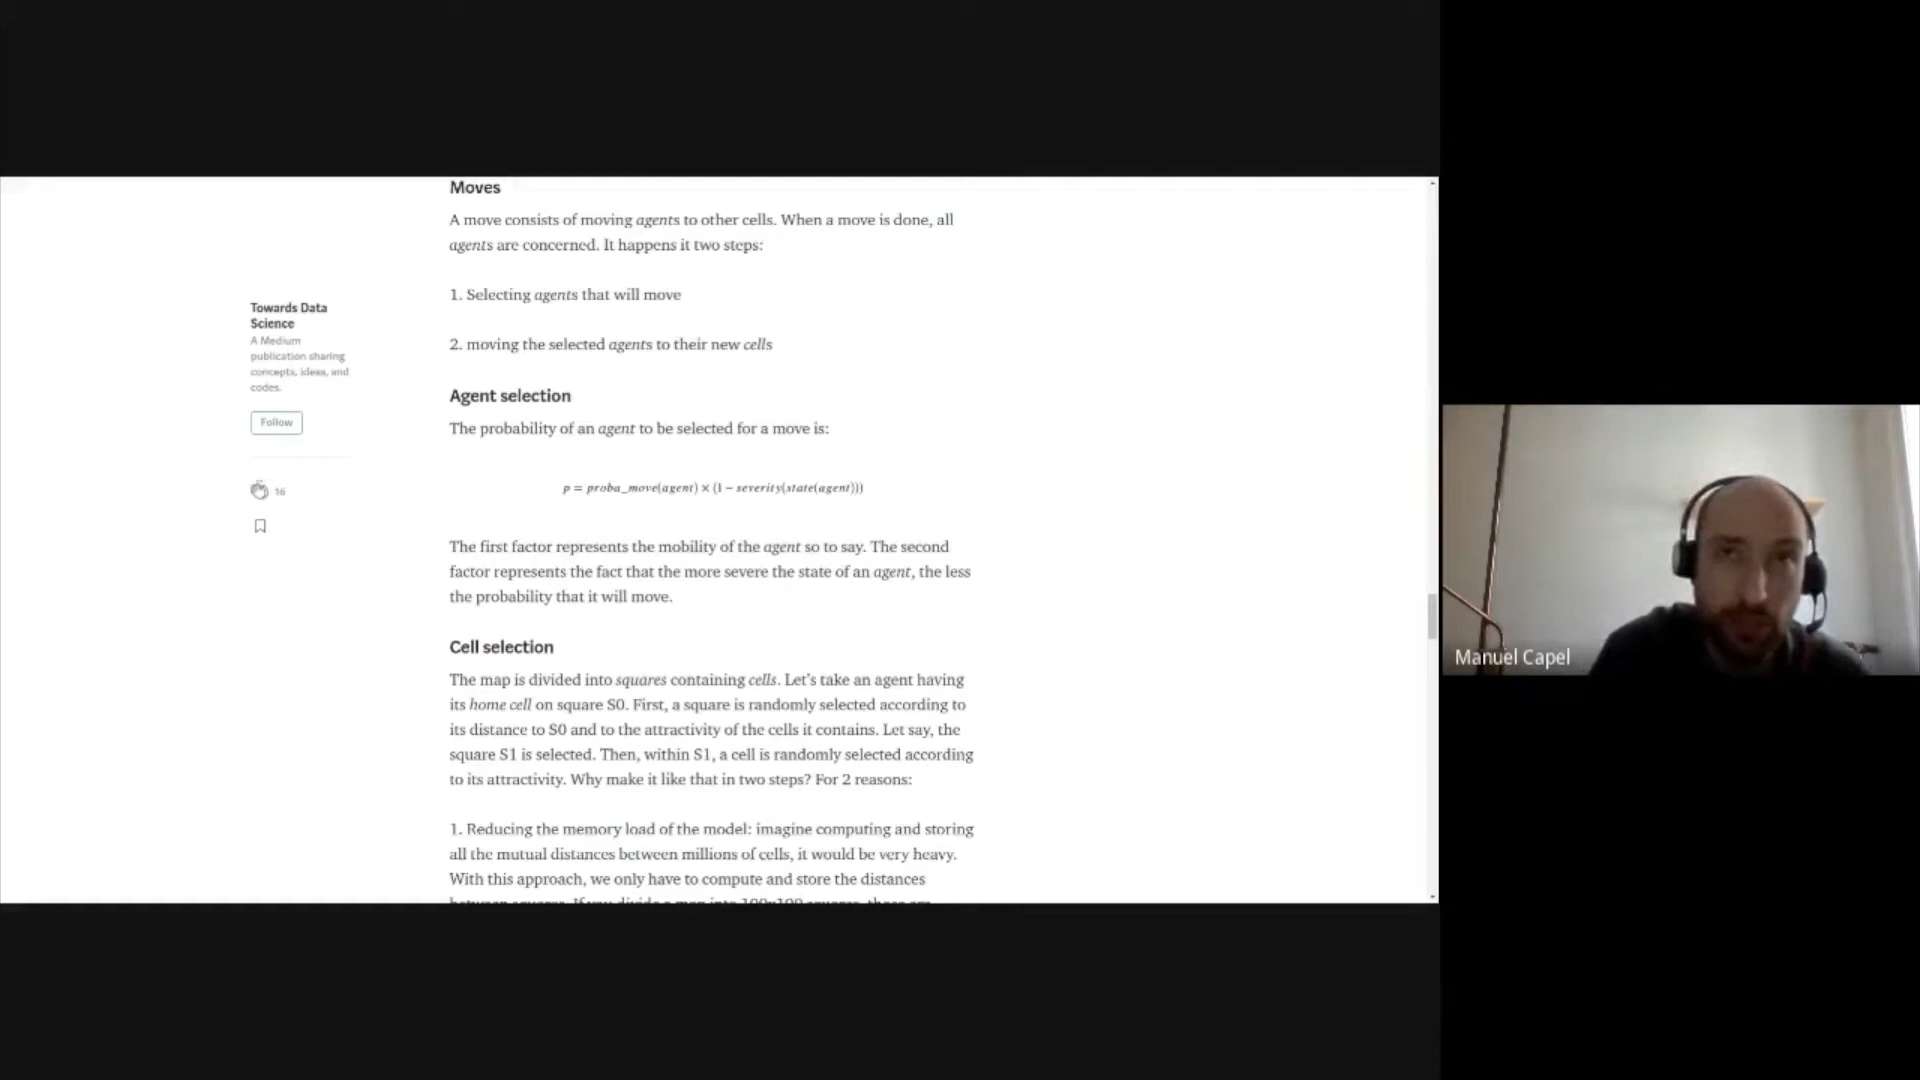 Moves
A move consists of moving agents to other cells. When a move is done, all
agents are concerned. It happens it two steps:
1. Selecting agents that will move
2. moving the selected agents to their new cells
Towards Data
Science
A Medium
publication sharing
concepts, ideas, and
codes.
Follow
16
Agent selection
The probability of an agent to be selected for a move is:
p = proba_move(agent) × (1 − severity(state(agent)))
The first factor represents the mobility of the agent so to say. The second
factor represents the fact that the more severe the state of an agent, the less
the probability that it will move.
Cell selection
The map is divided into squares containing cells. Let's take an agent having
its home cell on square S0. First, a square is randomly selected according to
its distance to S0 and to the attractivity of the cells it contains. Let say, the
square S1 is selected. Then, within S1, a cell is randomly selected according
to its attractivity. Why make it like that in two steps? For 2 reasons:
1. Reducing the memory load of the model: imagine computing and storing
all the mutual distances between millions of cells, it would be very heavy.
With this approach, we only have to compute and store the distances
between squares. If you divide a map into 100x100 squares, there are
Manuel Capel